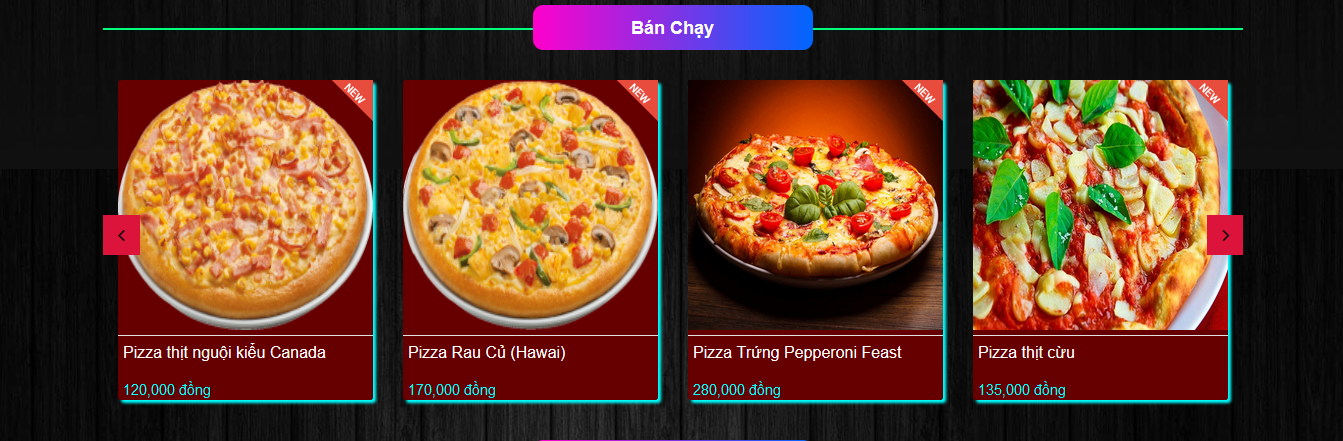 Bán Chạy
NEW
NEW
NEW
NEW
Pizza thịt nguội kiểu Canada
120,000 đồng
Pizza Rau Củ (Hawai)
170,000 đồng
Pizza Trứng Pepperoni Feast
280,000 đồng
Pizza thịt cừu
135,000 đồng